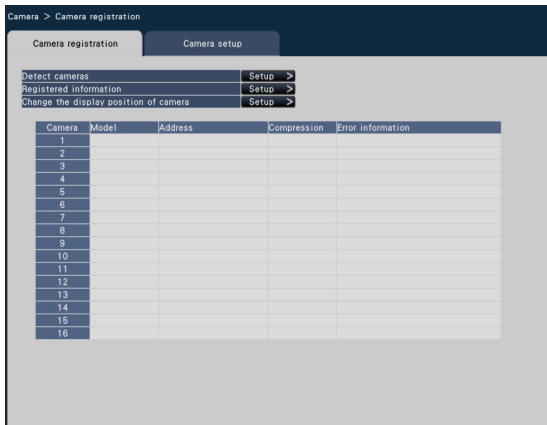 Camera > Camera registration
Camera registration Camera setup
Detect cameras Setup >
Registered information Setup >
Change the display position of camera Setup >
Camera Model Address Compression Error information
1
2
3
4
5
6
7
8
9
10
11
12
13
14
15
16